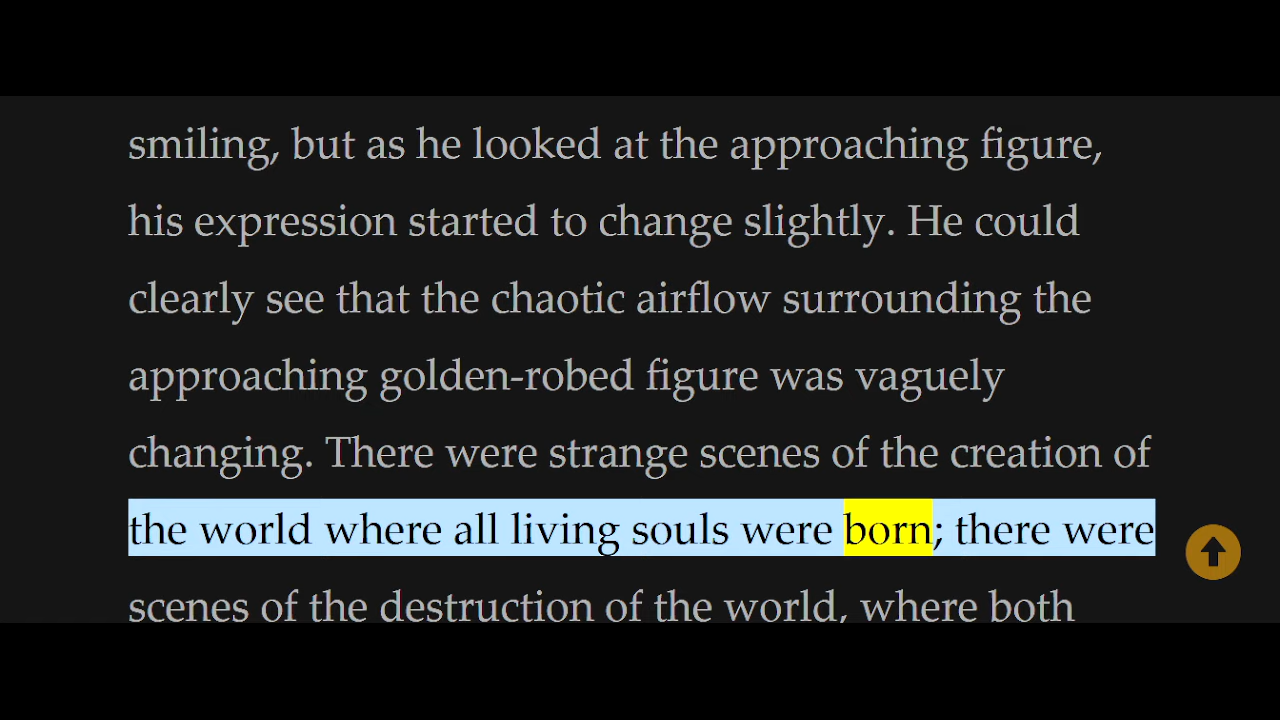 smiling, but as he looked at the approaching figure,
his expression started to change slightly. He could
clearly see that the chaotic airflow surrounding the
approaching golden-robed figure was vaguely
changing. There were strange scenes of the creation of
the world where all living souls were born; there were
scenes of the destruction of the world, where both